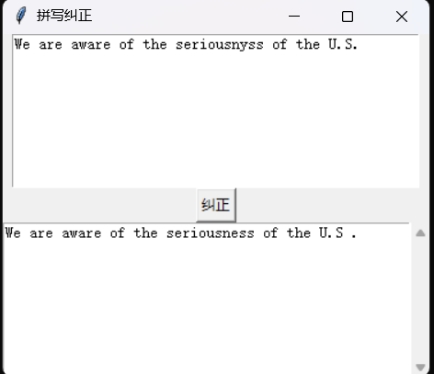 拼写纠正
We are aware of the seriousnyss of the U.S.
纠正
We are aware of the seriousness of the U.S .